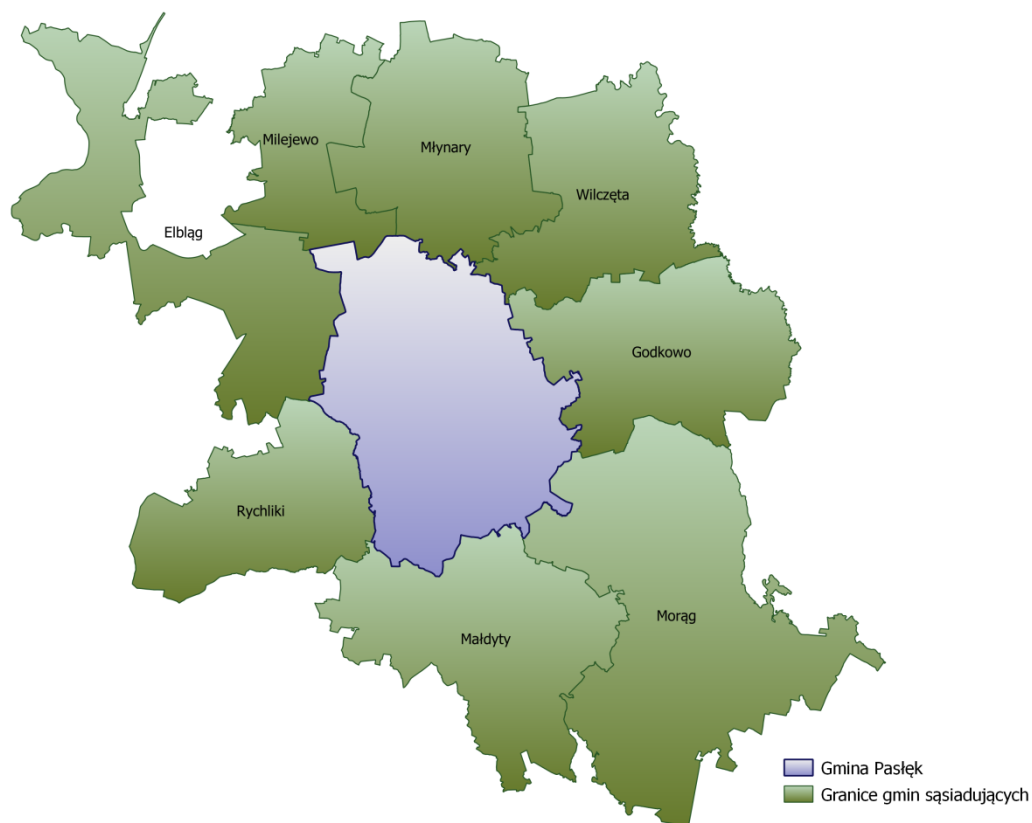 Milejewo
Młynary
Wilczęta
Elbląg
Godkowo
Rychliki
Morąg
Małdyty
Gmina Pasłęk
Granice gmin sąsiadujących